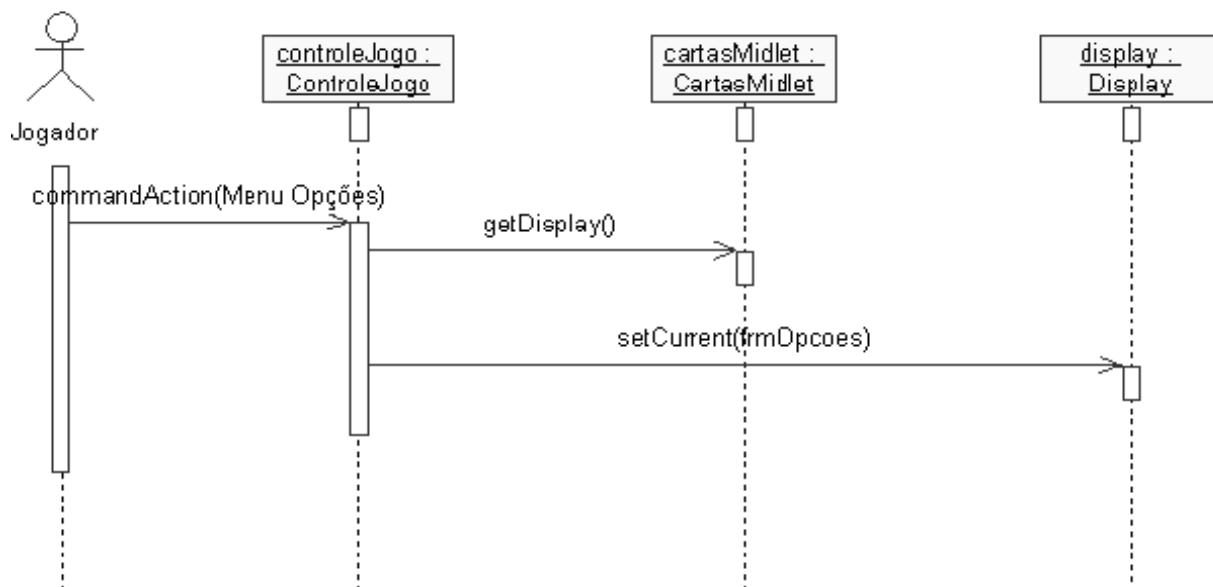 controleJogo :
ControleJogo
cartasMidlet :
CartasMidlet
display :
Display
Jogador
commandAction(Menu Opções)
getDisplay()
setCurrent(frmOpcoes)